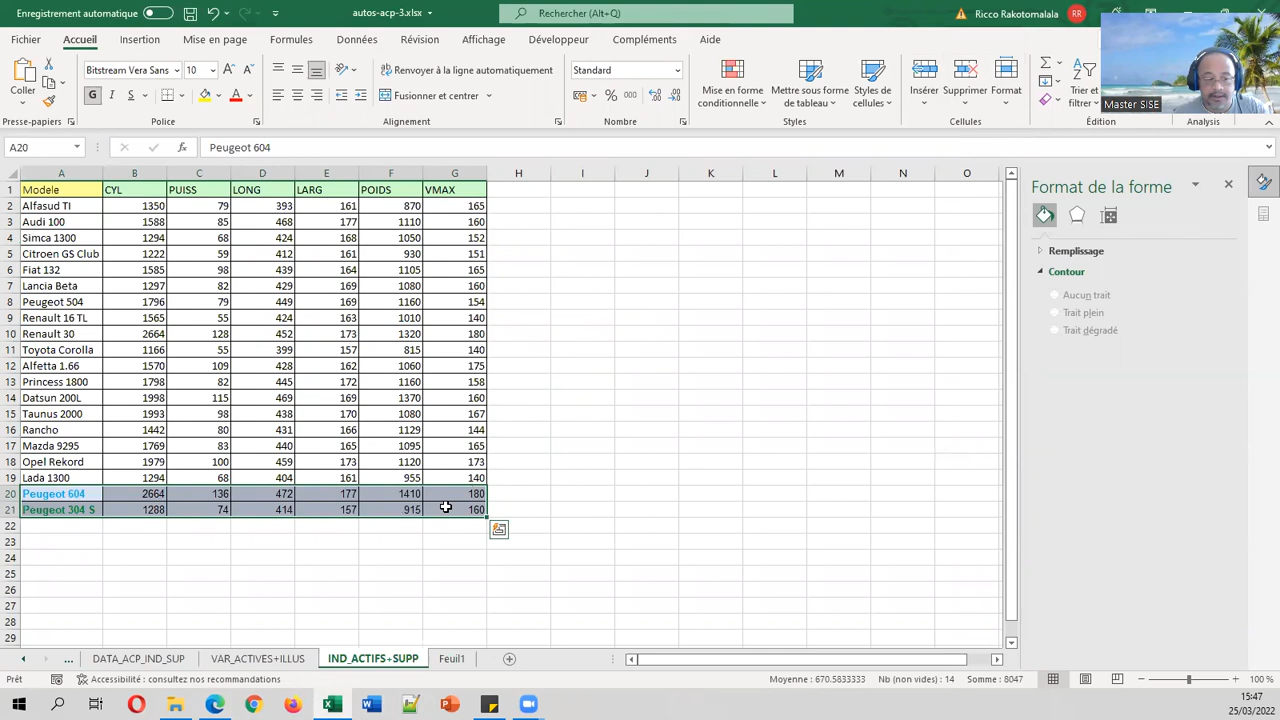 Enregistrement automatique
autos-acp-3.xlsx
Rechercher (Alt+Q)
Ricco Rakotomalala
RR
Fichier
Accueil
Insertion
Mise en page
Formules
Données
Révision
Affichage
Développeur
Compléments
Aide
Coller
Bitstream Vera Sans
10
Renvoyer à la ligne automatiquement
Standard
Mise en forme conditionnelle
Mettre sous forme de tableau
Styles de cellules
Insérer
Supprimer
Format
Trier et filtrer
Master SISE
G
I
S
Fusionner et centrer
%
000
Presse-papiers
Police
Alignement
Nombre
Styles
Cellules
Édition
Analysis
A20
fx
Peugeot 604
A B C D E F G H I J K L M N O
1 Modele CYL PUISS LONG LARG POIDS VMAX
2 Alfasud TI 1350 79 393 161 870 165
3 Audi 100 1588 85 468 177 1110 160
4 Simca 1300 1294 68 424 168 1050 152
5 Citroen GS Club 1222 59 412 161 930 151
6 Fiat 132 1585 98 439 164 1105 165
7 Lancia Beta 1297 82 429 169 1080 160
8 Peugeot 504 1796 79 449 169 1160 154
9 Renault 16 TL 1565 55 424 163 1010 140
10 Renault 30 2664 128 452 173 1320 180
11 Toyota Corolla 1166 55 399 157 815 140
12 Alfetta 1.66 1570 109 428 162 1060 175
13 Princess 1800 1798 82 445 172 1160 158
14 Datsun 200L 1998 115 469 169 1370 160
15 Taunus 2000 1993 98 438 170 1080 167
16 Rancho 1442 80 431 166 1129 144
17 Mazda 9295 1769 83 440 165 1095 165
18 Opel Rekord 1979 100 459 173 1120 173
19 Lada 1300 1294 68 404 161 955 140
20 Peugeot 604 2664 136 472 177 1410 180
21 Peugeot 304 S 1288 74 414 157 915 160
22
23
24
25
26
27
28
29
Format de la forme
Remplissage
Contour
Aucun trait
Trait plein
Trait dégradé
... DATA_ACP_IND_SUP VAR_ACTIVES+ILLUS IND_ACTIFS+SUPP Feuil1
Prêt
Accessibilité : consultez nos recommandations
Moyenne : 670.5833333
Nb (non vides) : 14
Somme : 8047
100 %
15:47
25/03/2022